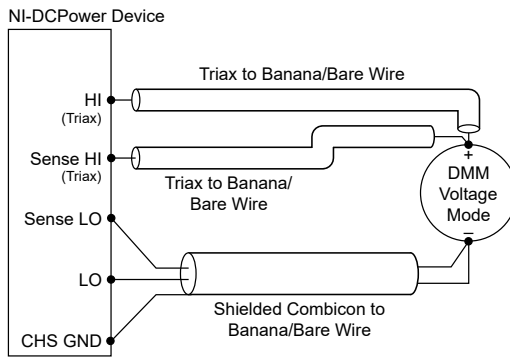 NI-DCPower Device
Triax to Banana/Bare Wire
HI
(Triax)
Sense HI
(Triax)
Triax to Banana/
Bare Wire
+
DMM
Voltage
Mode
–
Sense LO
LO
CHS GND
Shielded Combicon to
Banana/Bare Wire